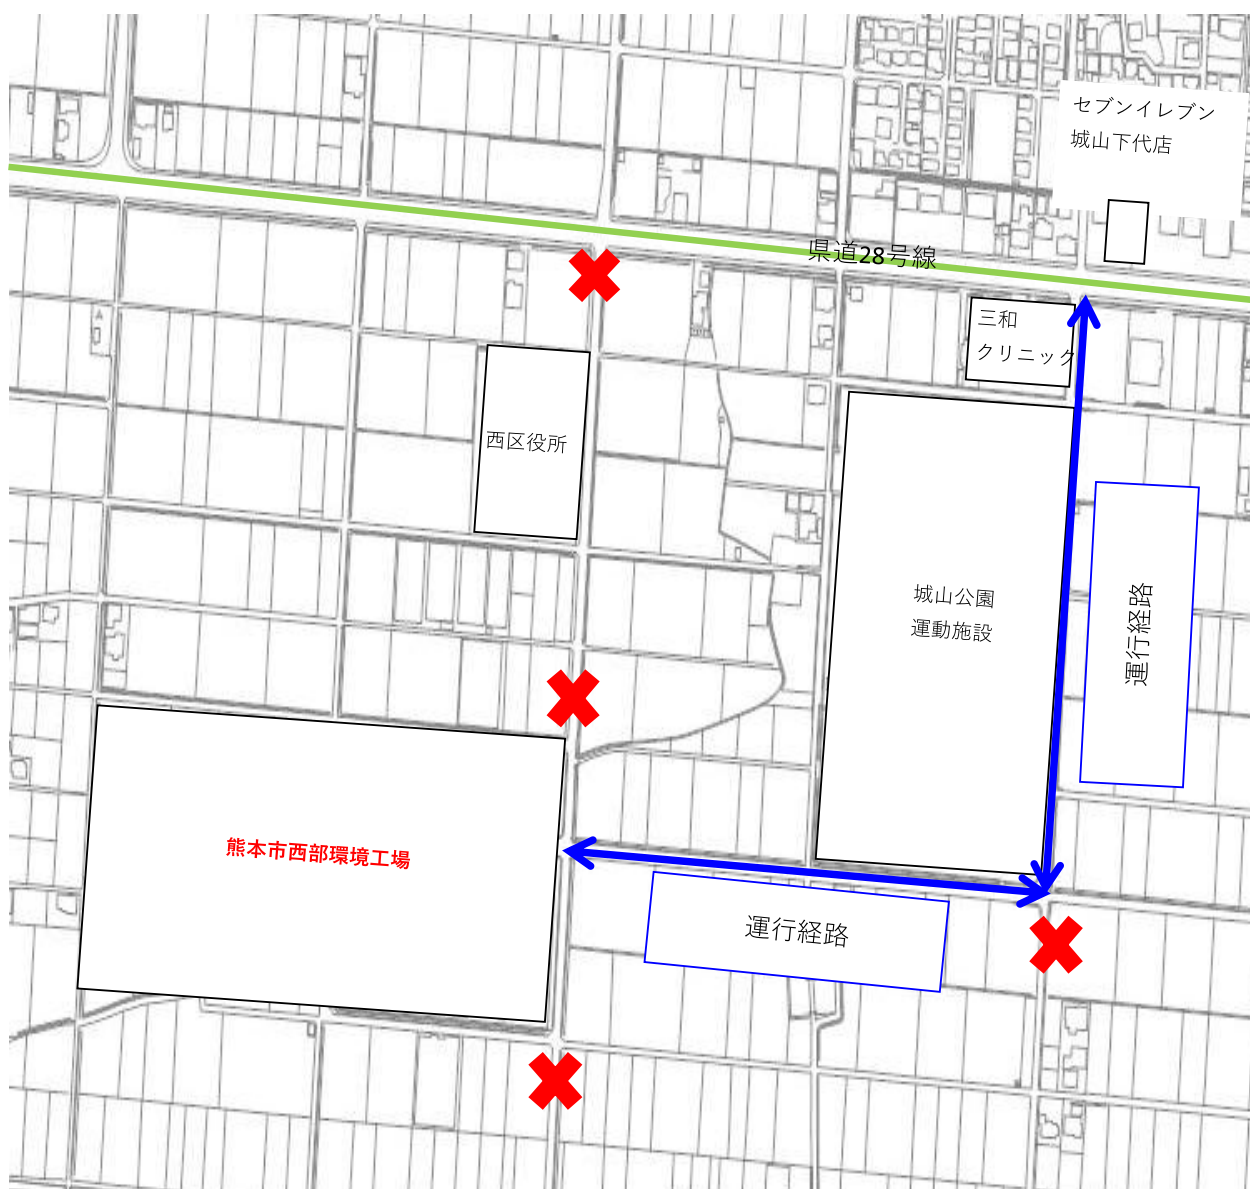 セブンイレブン
城山下代店
県道28号線
三和
クリニック
西区役所
城山公園
運動施設
運行経路
熊本市西部環境工場
運行経路